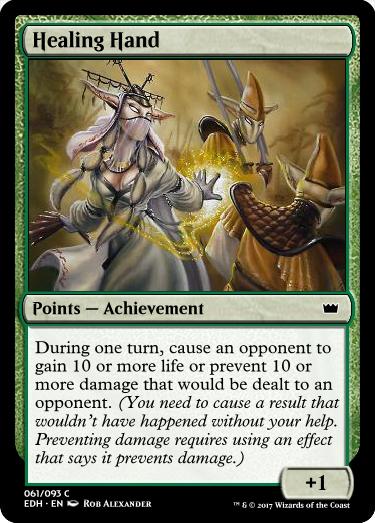 Healing Hand
Points — Achievement
During one turn, cause an opponent to
gain 10 or more life or prevent 10 or
more damage that would be dealt to an
opponent. (You need to cause a result that
wouldn't have happened without your help.
Preventing damage requires using an effect
that says it prevents damage.)
+1
061/093 C
EDH • EN Rob Alexander
™ & © 2017 Wizards of the Coast